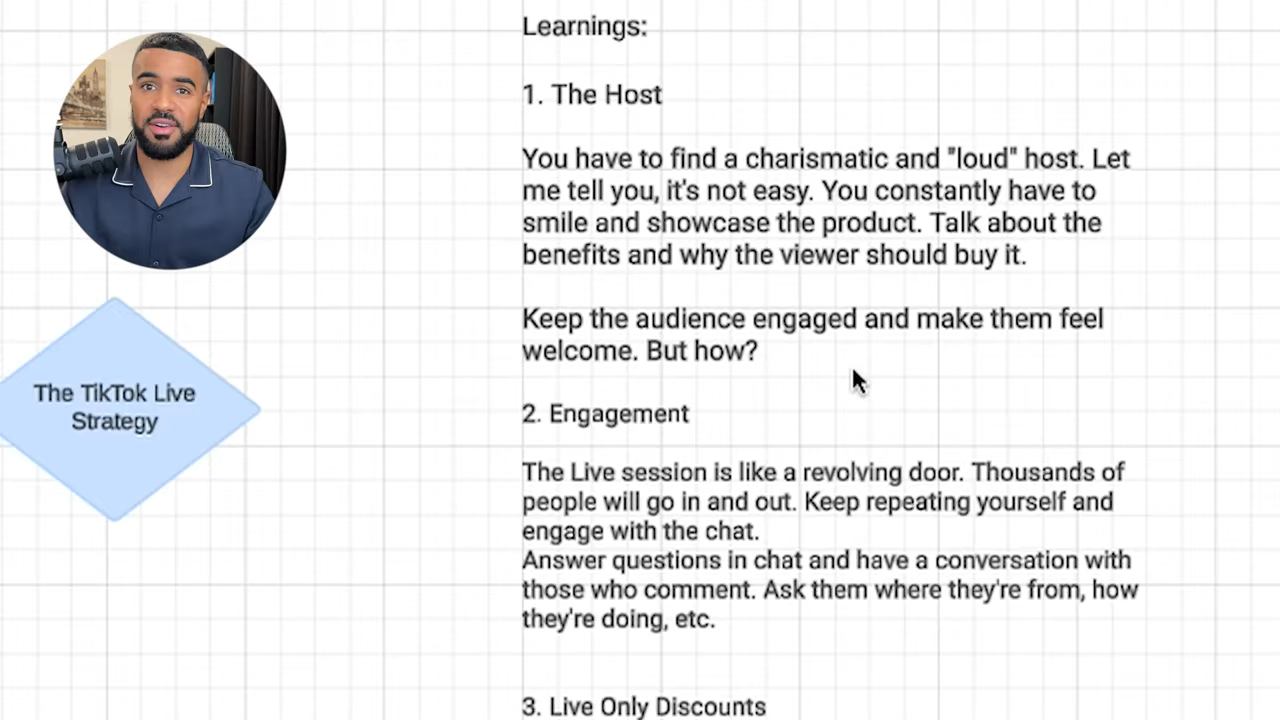 Learnings:
1. The Host
You have to find a charismatic and "loud" host. Let
me tell you, it's not easy. You constantly have to
smile and showcase the product. Talk about the
benefits and why the viewer should buy it.
Keep the audience engaged and make them feel
welcome. But how?
The TikTok Live
Strategy
2. Engagement
The Live session is like a revolving door. Thousands of
people will go in and out. Keep repeating yourself and
engage with the chat.
Answer questions in chat and have a conversation with
those who comment. Ask them where they're from, how
they're doing, etc.
3. Live Only Discounts